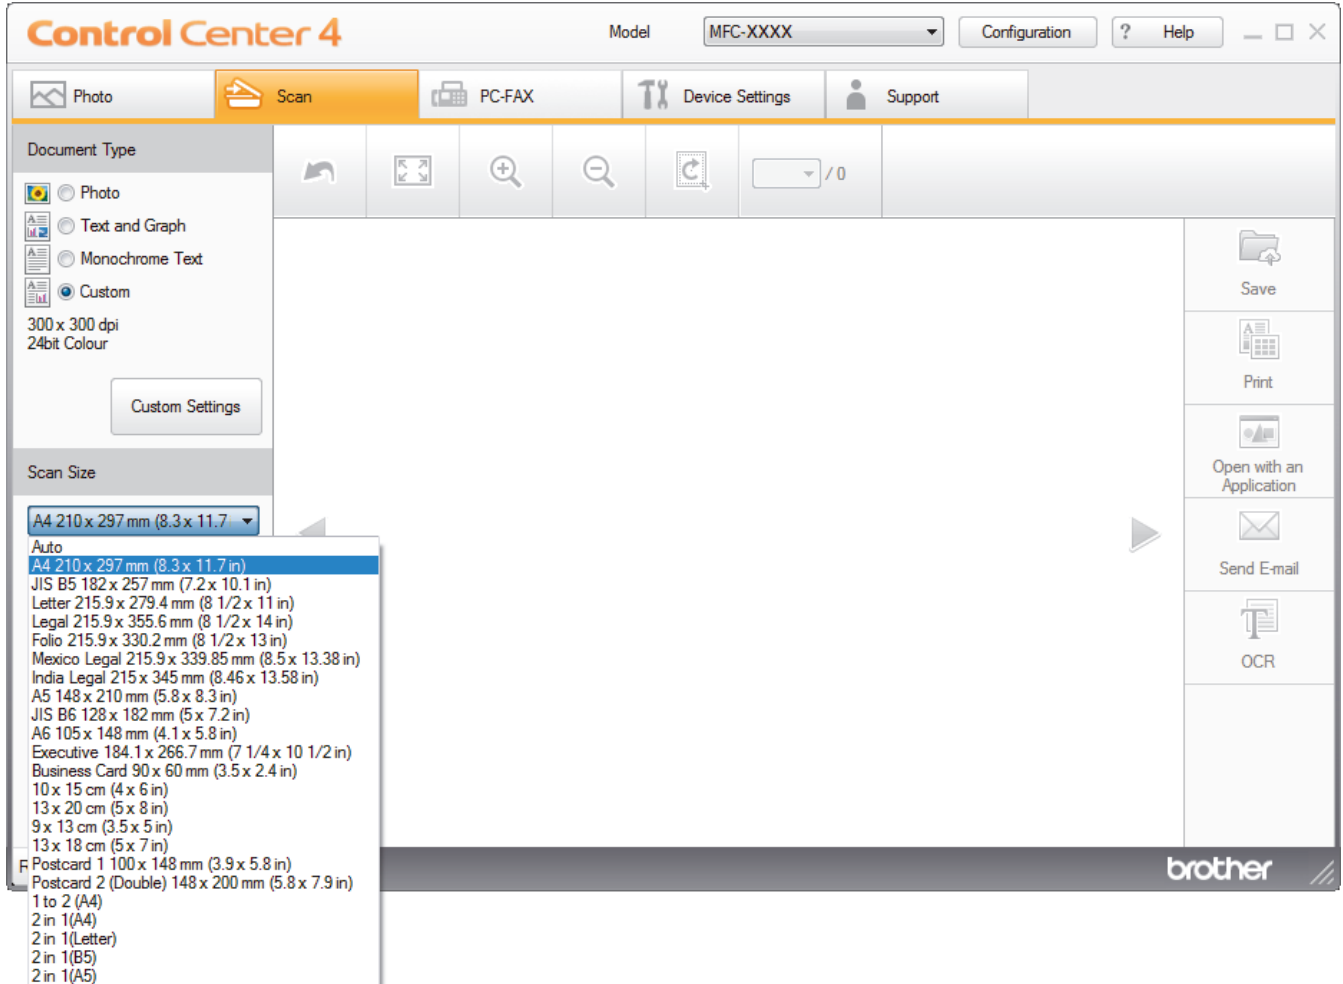 Control Center 4
Model
MFC-XXXX
Configuration
? Help
Photo
Scan
PC-FAX
Device Settings
Support
Document Type
Photo
Text and Graph
Monochrome Text
Custom
300 x 300 dpi
24bit Colour
Custom Settings
/ 0
Scan Size
A4 210 x 297 mm (8.3 x 11.7
Auto
A4 210 x 297 mm (8.3 x 11.7 in)
JIS B5 182 x 257 mm (7.2 x 10.1 in)
Letter 215.9 x 279.4 mm (8 1/2 x 11 in)
Legal 215.9 x 355.6 mm (8 1/2 x 14 in)
Folio 215.9 x 330.2 mm (8 1/2 x 13 in)
Mexico Legal 215.9 x 339.85 mm (8.5 x 13.38 in)
India Legal 215 x 345 mm (8.46 x 13.58 in)
A5 148 x 210 mm (5.8 x 8.3 in)
JIS B6 128 x 182 mm (5 x 7.2 in)
A6 105 x 148 mm (4.1 x 5.8 in)
Executive 184.1 x 266.7 mm (7 1/4 x 10 1/2 in)
Business Card 90 x 60 mm (3.5 x 2.4 in)
10 x 15 cm (4 x 6 in)
13 x 20 cm (5 x 8 in)
9 x 13 cm (3.5 x 5 in)
13 x 18 cm (5 x 7 in)
Postcard 1 100 x 148 mm (3.9 x 5.8 in)
Postcard 2 (Double) 148 x 200 mm (5.8 x 7.9 in)
1 to 2 (A4)
2 in 1(A4)
2 in 1(Letter)
2 in 1(B5)
2 in 1(A5)
Save
Print
Open with an
Application
Send E-mail
OCR
brother